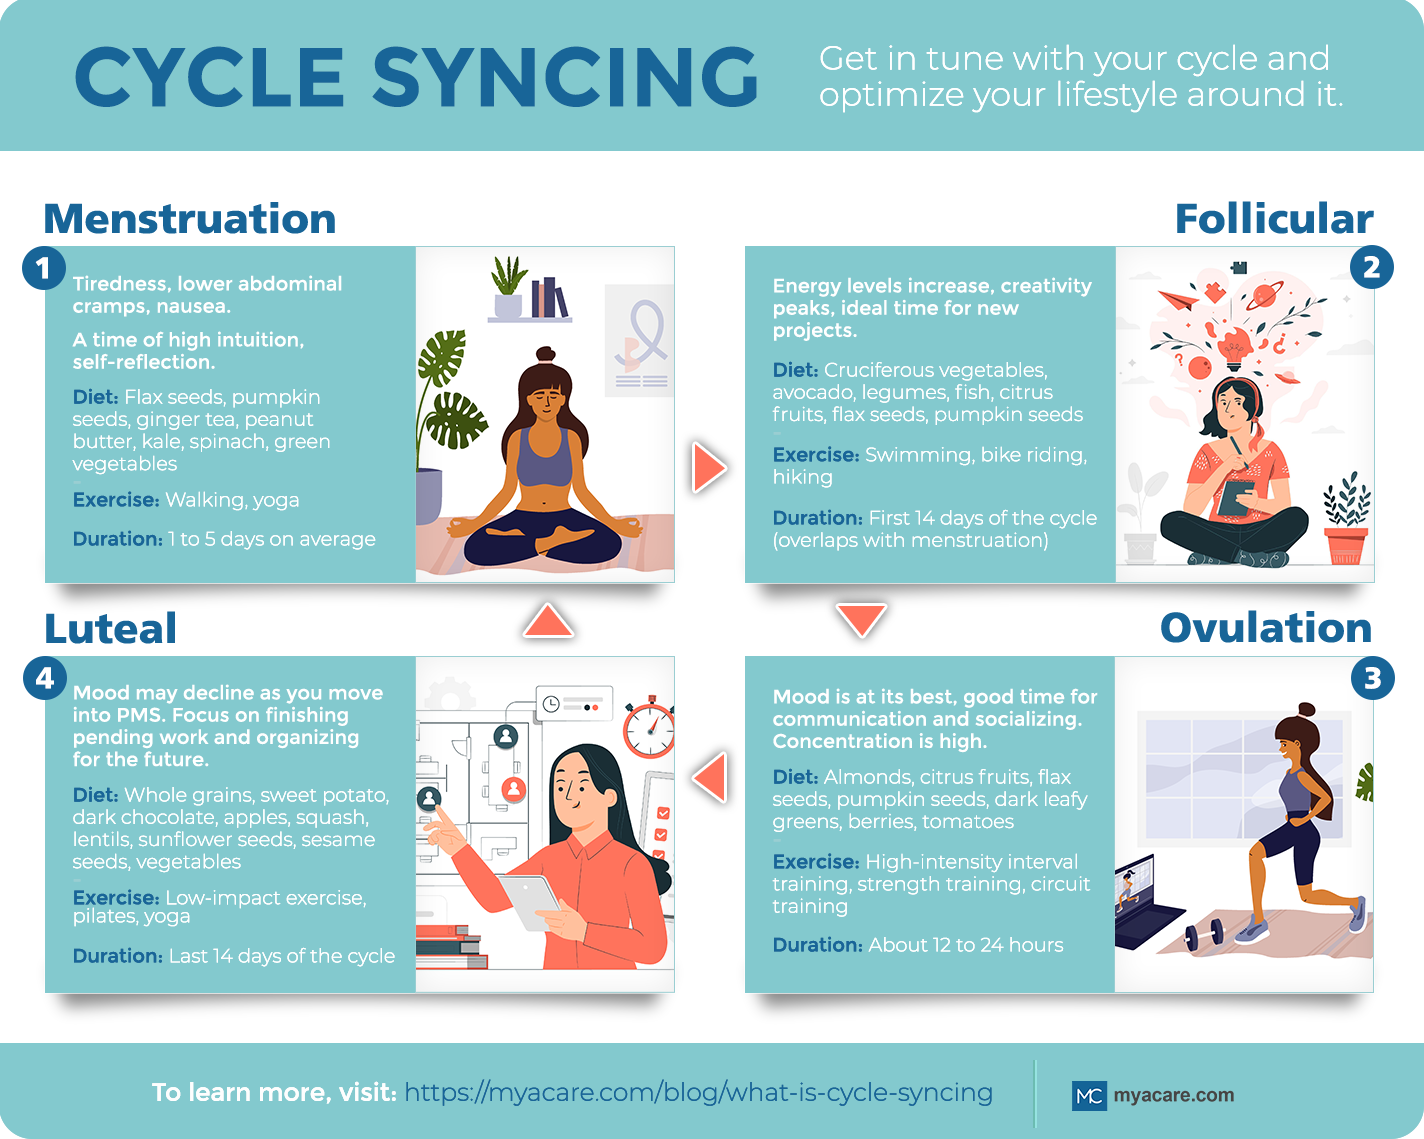 CYCLE SYNCING
Get in tune with your cycle and
optimize your lifestyle around it.
Menstruation
1
Tiredness, lower abdominal
cramps, nausea.
A time of high intuition,
self-reflection.
Diet: Flax seeds, pumpkin
seeds, ginger tea, peanut
butter, kale, spinach, green
vegetables
Exercise: Walking, yoga
Duration: 1 to 5 days on average
Follicular
2
Energy levels increase, creativity
peaks, ideal time for new
projects.
Diet: Cruciferous vegetables,
avocado, legumes, fish, citrus
fruits, flax seeds, pumpkin seeds
Exercise: Swimming, bike riding,
hiking
Duration: First 14 days of the cycle
(overlaps with menstruation)
Ovulation
3
Mood is at its best, good time for
communication and socializing.
Concentration is high.
Diet: Almonds, citrus fruits, flax
seeds, pumpkin seeds, dark leafy
greens, berries, tomatoes
Exercise: High-intensity interval
training, strength training, circuit
training
Duration: About 12 to 24 hours
Luteal
4
Mood may decline as you move
into PMS. Focus on finishing
pending work and organizing
for the future.
Diet: Whole grains, sweet potato,
dark chocolate, apples, squash,
lentils, sunflower seeds, sesame
seeds, vegetables
Exercise: Low-impact exercise,
pilates, yoga
Duration: Last 14 days of the cycle
To learn more, visit: https://myacare.com/blog/what-is-cycle-syncing
MC myacare.com